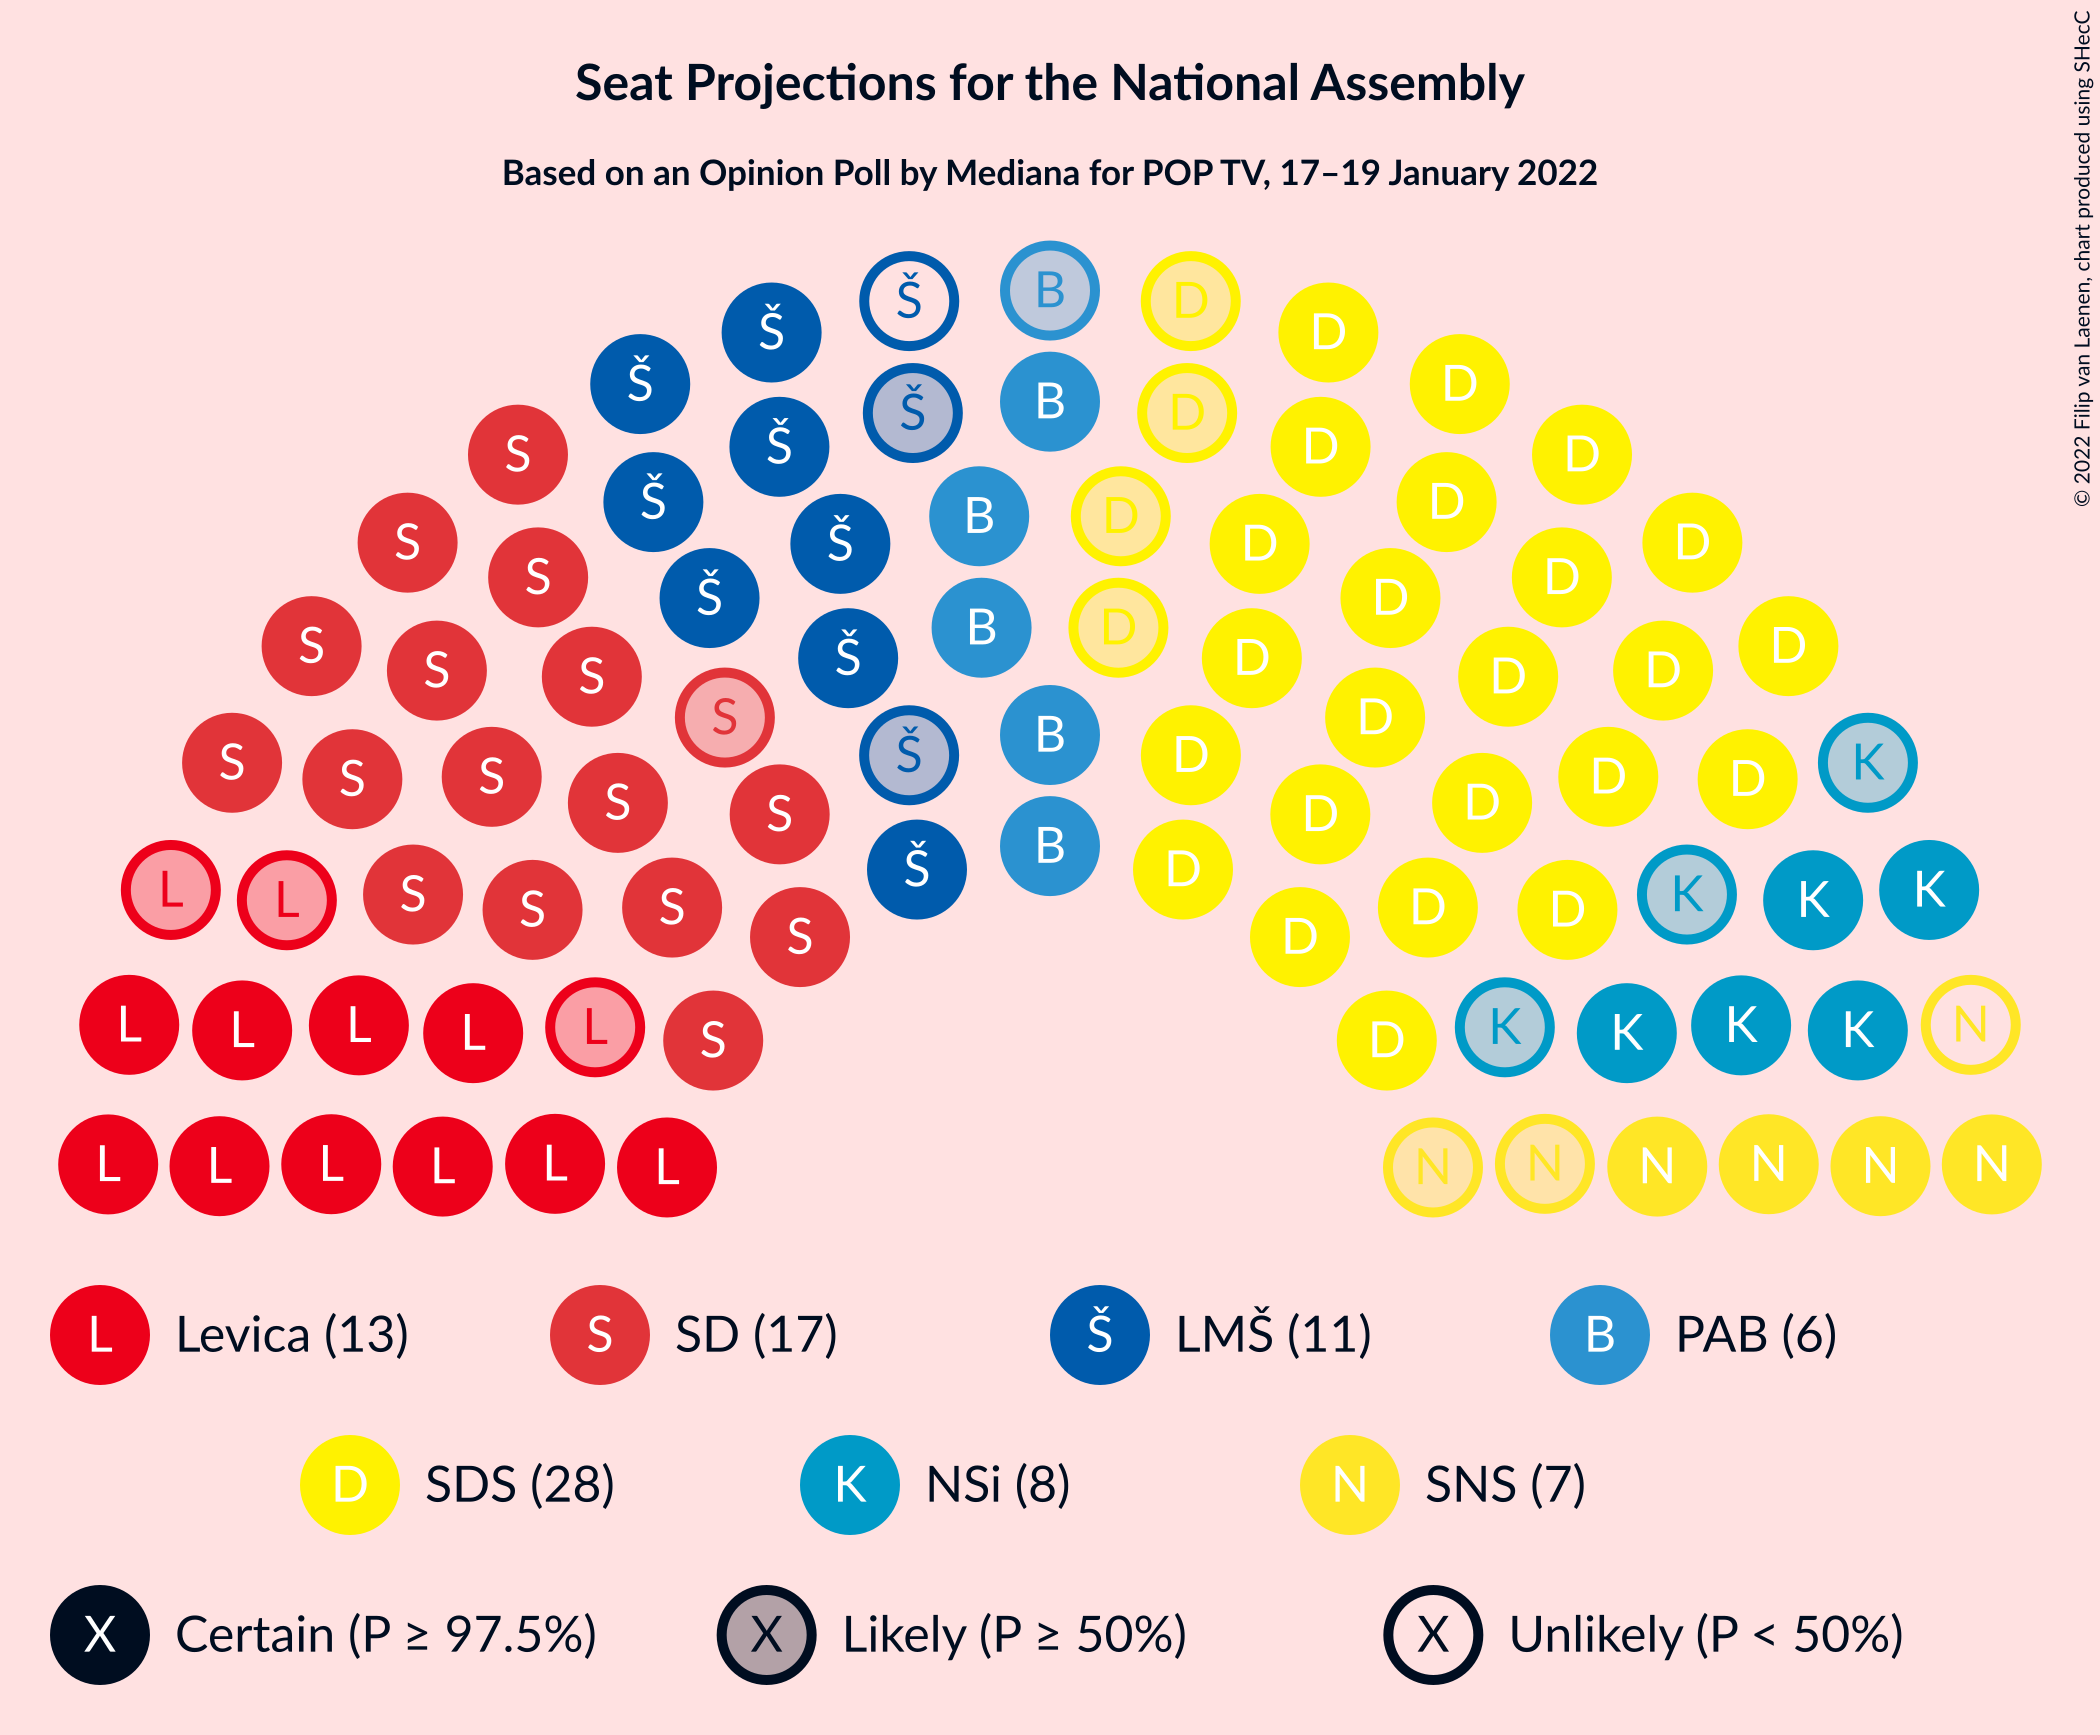 Seat Projections for the National Assembly
Based on an Opinion Poll by Mediana for POP TV, 17–19 January 2022
© 2022 Filip van Laenen, chart produced using SHecC
Š B D
Š Š D D
Š B D
S Š Š D D D
S Š B D D D
S S Š Š B D D D D
S S S Š Š B D D D D
S S Š B D D
S S S S S Š B D D D D D K
L L S S S S Š B D D D D K K K
L L L L L S D K K K K N
L L L L L L N N N N N N
L Levica (13) S SD (17) Š LMŠ (11) B PAB (6)
D SDS (28) K NSi (8) N SNS (7)
X Certain (P ≥ 97.5%) X Likely (P ≥ 50%) X Unlikely (P < 50%)